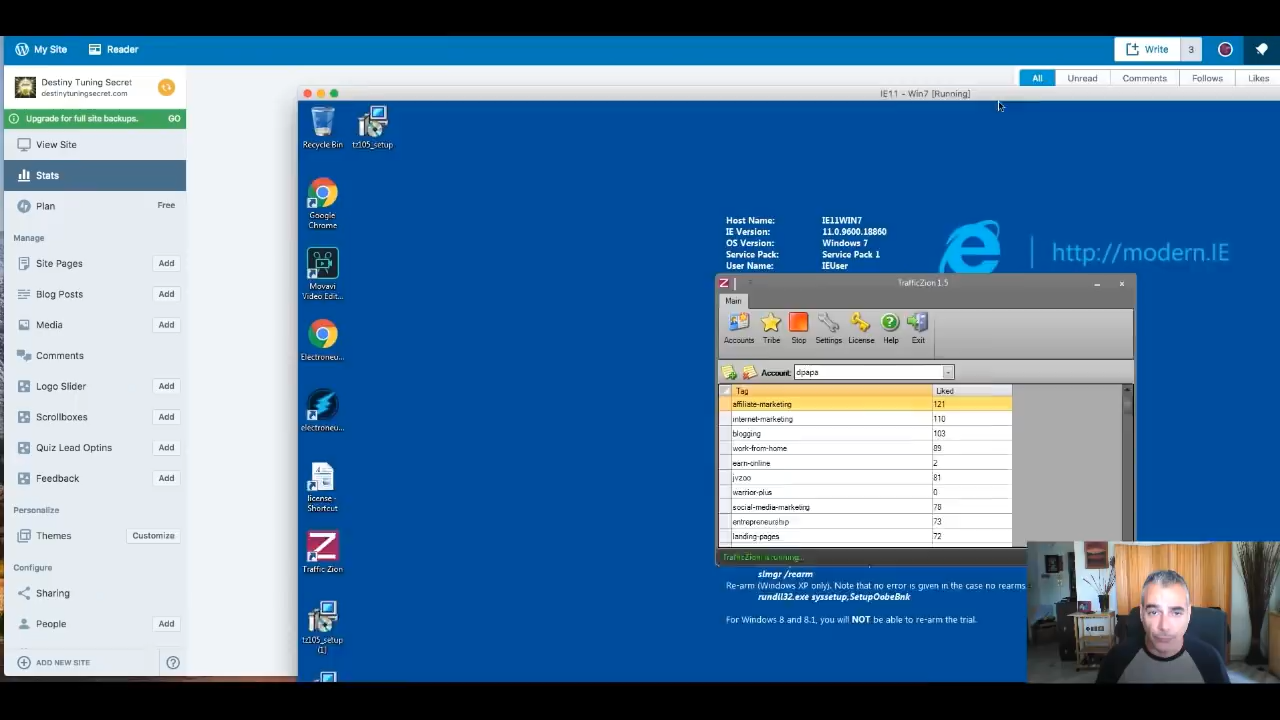 My Site
Reader
Write
3
Destiny Tuning Secret
destinytuningsecret.com
Upgrade for full site backups.
GO
View Site
Stats
Plan
Free
Manage
Site Pages
Add
Blog Posts
Add
Media
Add
Comments
Add
Logo Slider
Add
Scrollboxes
Add
Quiz Lead Optins
Add
Feedback
Add
Personalize
Themes
Customize
Configure
Sharing
People
Add
ADD NEW SITE
All
Unread
Comments
Follows
Likes
IE11 - Win7 [Running]
Recycle Bin
tz105_setup
Google
Chrome
Movavi
Video Edit...
Electroneu...
electroneu...
license -
Shortcut
Traffic Zion
tz105_setup
(1)
Host Name: IE11WIN7
IE Version: 11.0.9600.18860
OS Version: Windows 7
Service Pack: Service Pack 1
User Name: IEUser
http://modern.IE
TrafficZion 1.5
Main
Accounts
Tribe
Stop
Settings
License
Help
Exit
Account: dpapa
Tag Liked
affiliate-marketing 121
internet-marketing 110
blogging 103
work-from-home 89
earn-online 2
jvzoo 81
warrior-plus 0
social-media-marketing 78
entrepreneurship 73
landing-pages 72
TrafficZion: is running...
slmgr /rearm
Re-arm (Windows XP only). Note that no error is given in the case no rearms
rundll32.exe syssetup,SetupOobeBnk
For Windows 8 and 8.1, you will NOT be able to re-arm the trial.